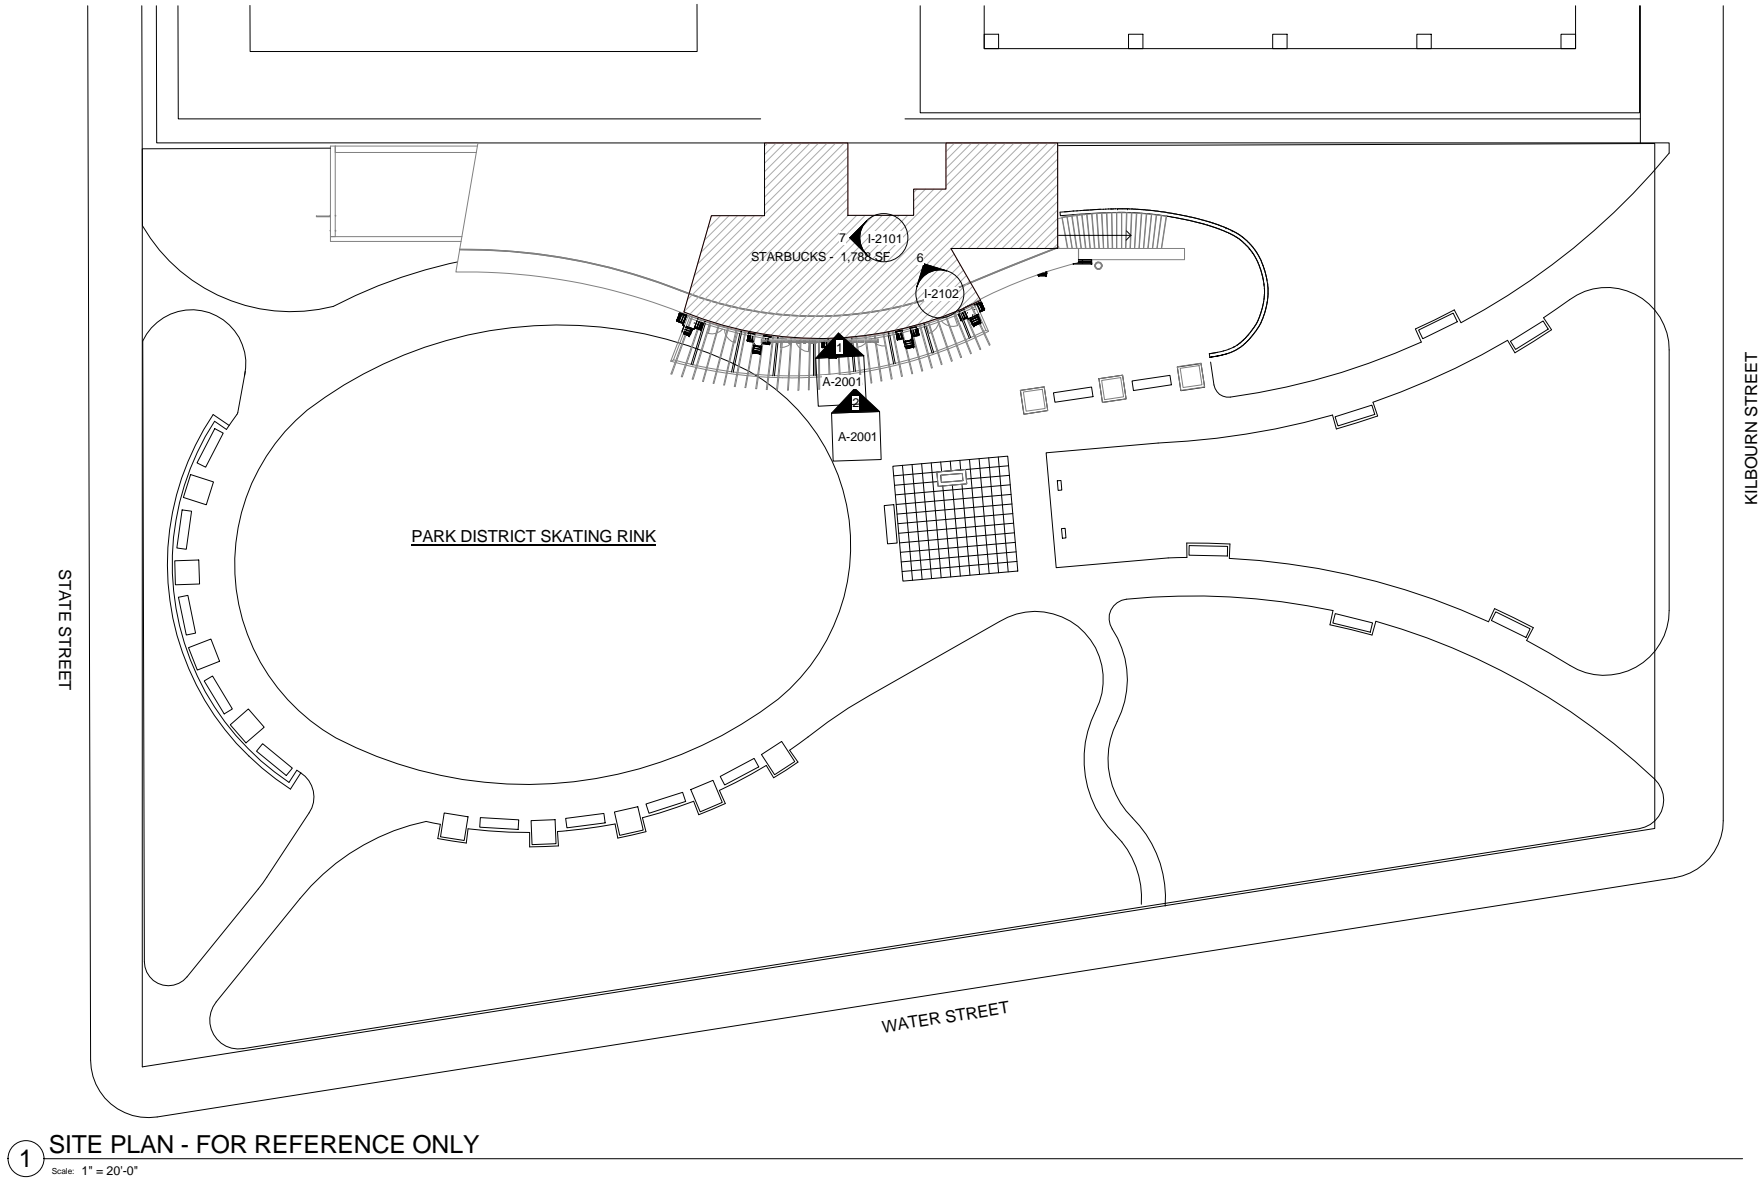 7
I-2101
STARBUCKS - 1,788 SF
6
I-2102
1
A-2001
2
A-2001
PARK DISTRICT SKATING RINK
STATE STREET
KILBOURN STREET
WATER STREET
1
SITE PLAN - FOR REFERENCE ONLY
Scale: 1" = 20'-0"